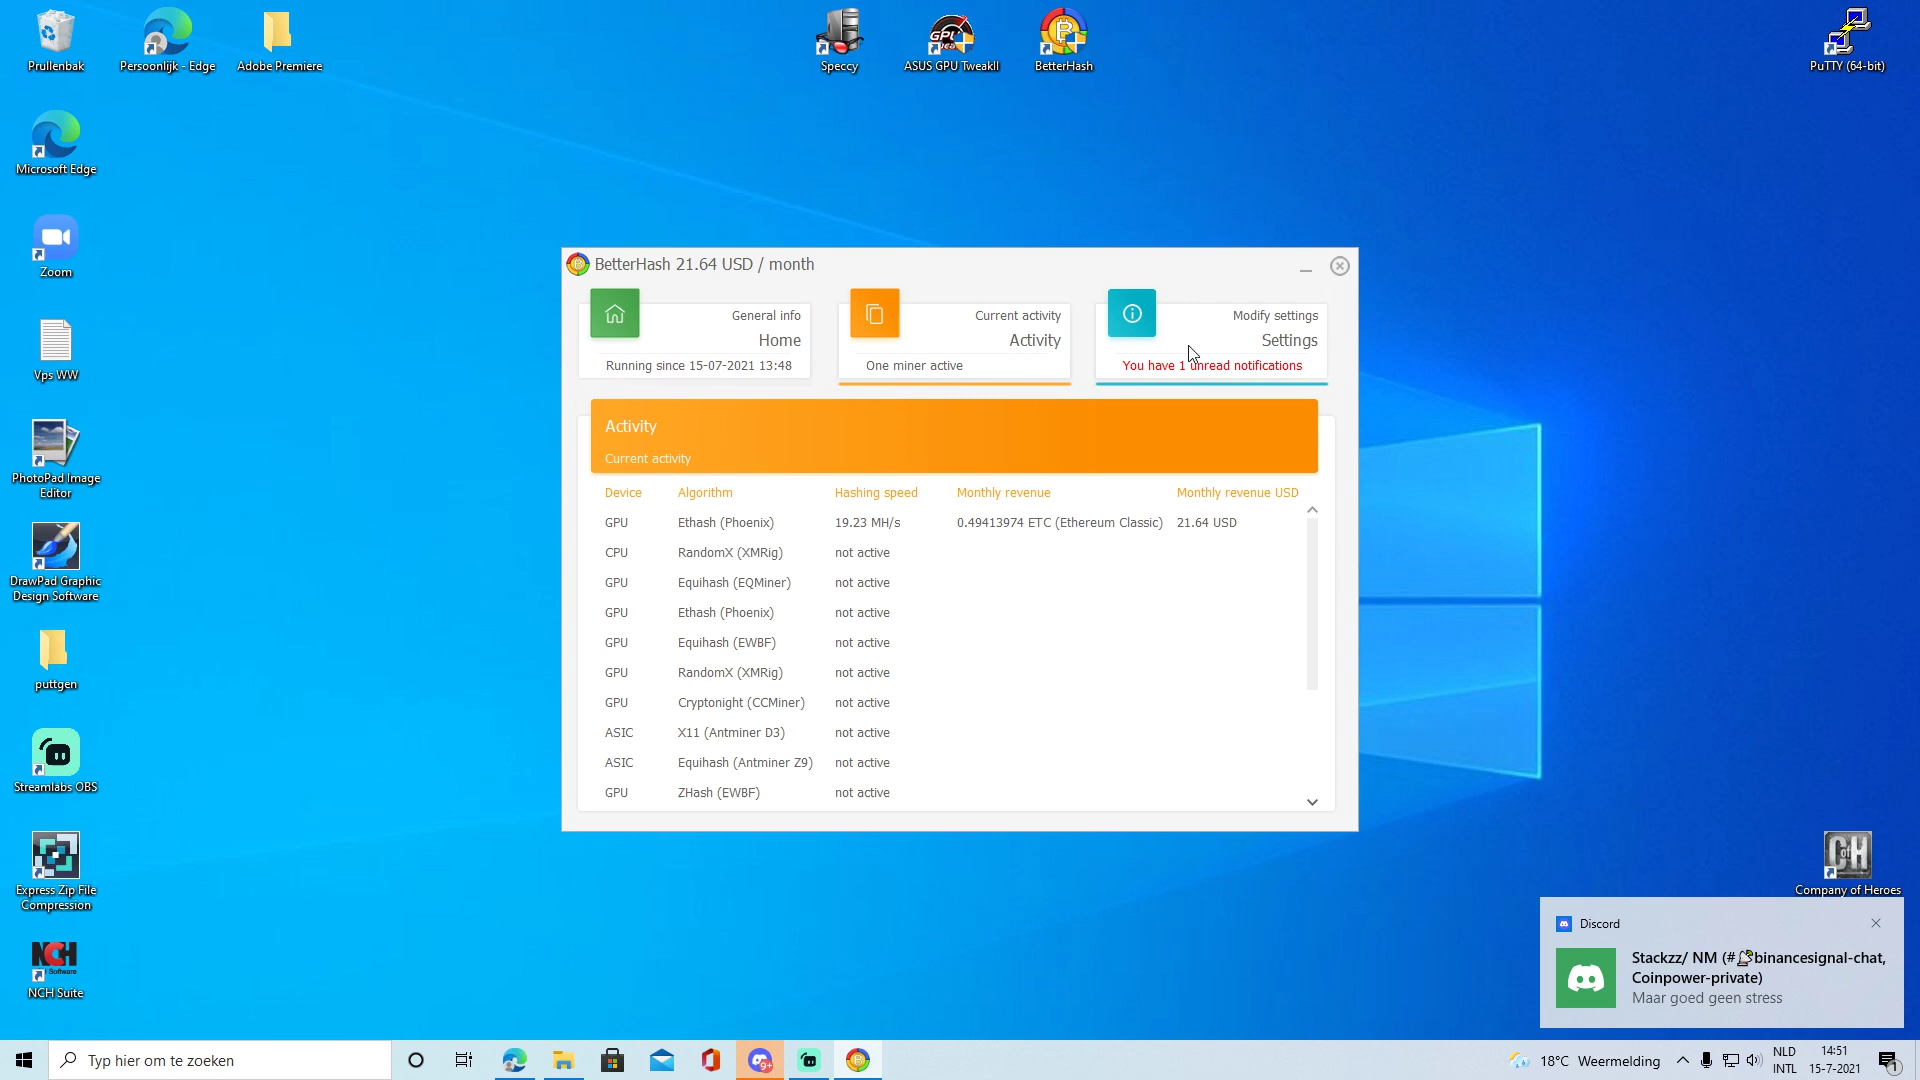 Prullenbak
Persoonlijk - Edge
Adobe Premiere
Speccy
ASUS GPU TweakII
BetterHash
PuTTY (64-bit)
Microsoft Edge
Zoom
Vps WW
PhotoPad Image
Editor
DrawPad Graphic
Design Software
puttgen
Streamlabs OBS
Express Zip File
Compression
NCH Software
NCH Suite
BetterHash 21.64 USD / month
General info
Home
Running since 15-07-2021 13:48
Current activity
Activity
One miner active
Modify settings
Settings
You have 1 unread notifications
Activity
Current activity
Device Algorithm Hashing speed Monthly revenue Monthly revenue USD
GPU Ethash (Phoenix) 19.23 MH/s 0.49413974 ETC (Ethereum Classic) 21.64 USD
CPU RandomX (XMRig) not active
GPU Equihash (EQMiner) not active
GPU Ethash (Phoenix) not active
GPU Equihash (EWBF) not active
GPU RandomX (XMRig) not active
GPU Cryptonight (CCMiner) not active
ASIC X11 (Antminer D3) not active
ASIC Equihash (Antminer Z9) not active
GPU ZHash (EWBF) not active
CofH
Company of Heroes
Discord
Stackzz/ NM (#binancesignal-chat,
Coinpower-private)
Maar goed geen stress
Typ hier om te zoeken
9+
18°C Weermelding
NLD
INTL
14:51
15-7-2021
1